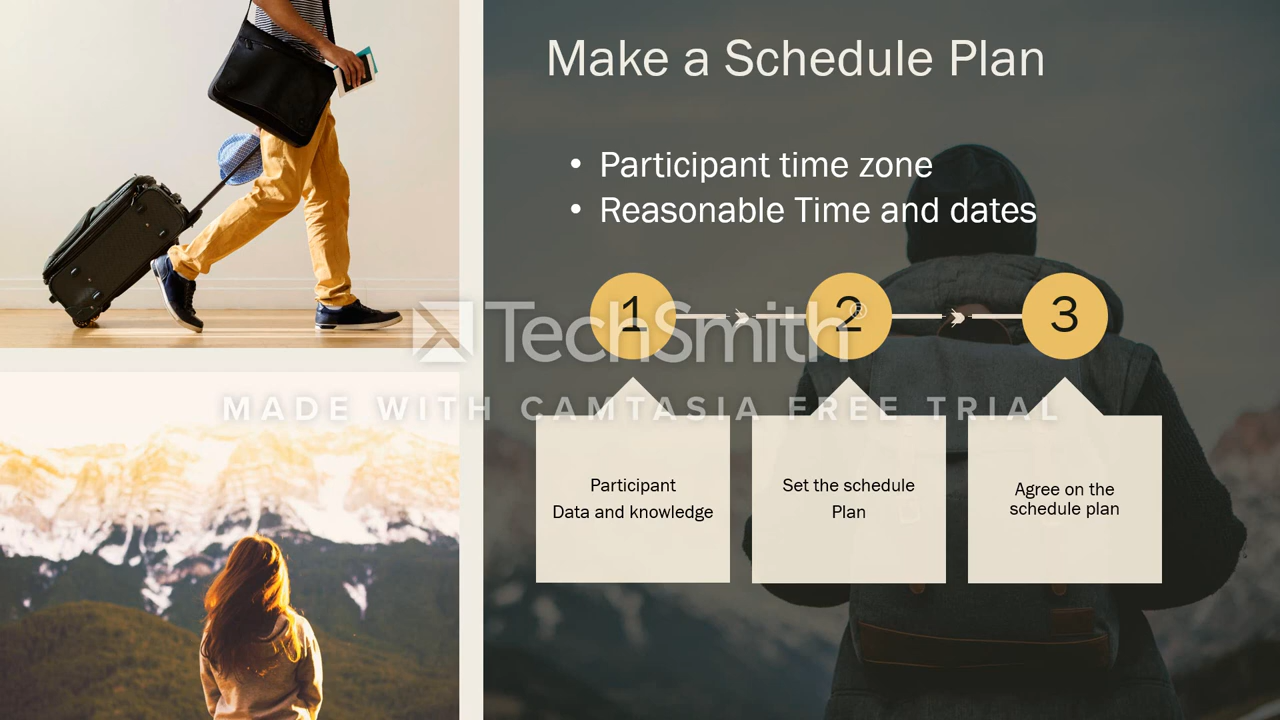 Make a Schedule Plan
• Participant time zone
• Reasonable Time and dates
1
2
3
TechSmith®
MADE WITH CAMTASIA FREE TRIAL
Participant
Data and knowledge
Set the schedule
Plan
Agree on the
schedule plan